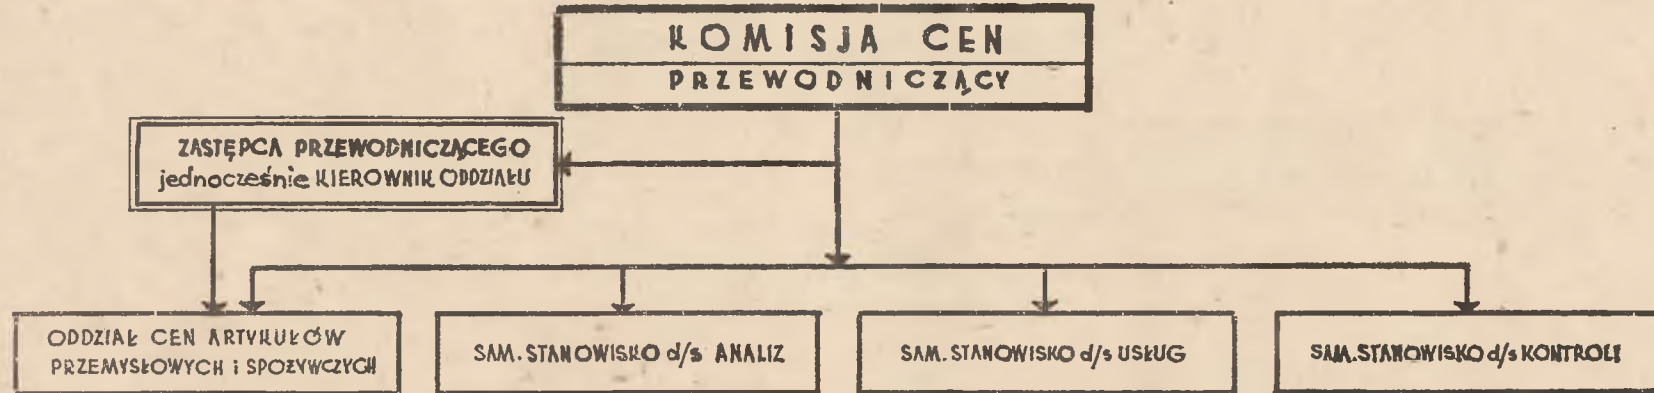 KOMISJA CEN
PRZEWODNICZĄCY
ZASTĘPCA PRZEWODNICZĄCEGO
jednocześnie KIEROWNIK ODDZIAŁU
ODDZIAŁ CEN ARTYKUŁÓW
PRZEMYSŁOWYCH i SPOŻYWCZYCH
SAM. STANOWISKO d/s ANALIZ
SAM. STANOWISKO d/s USŁUG
SAM. STANOWISKO d/s KONTROLI